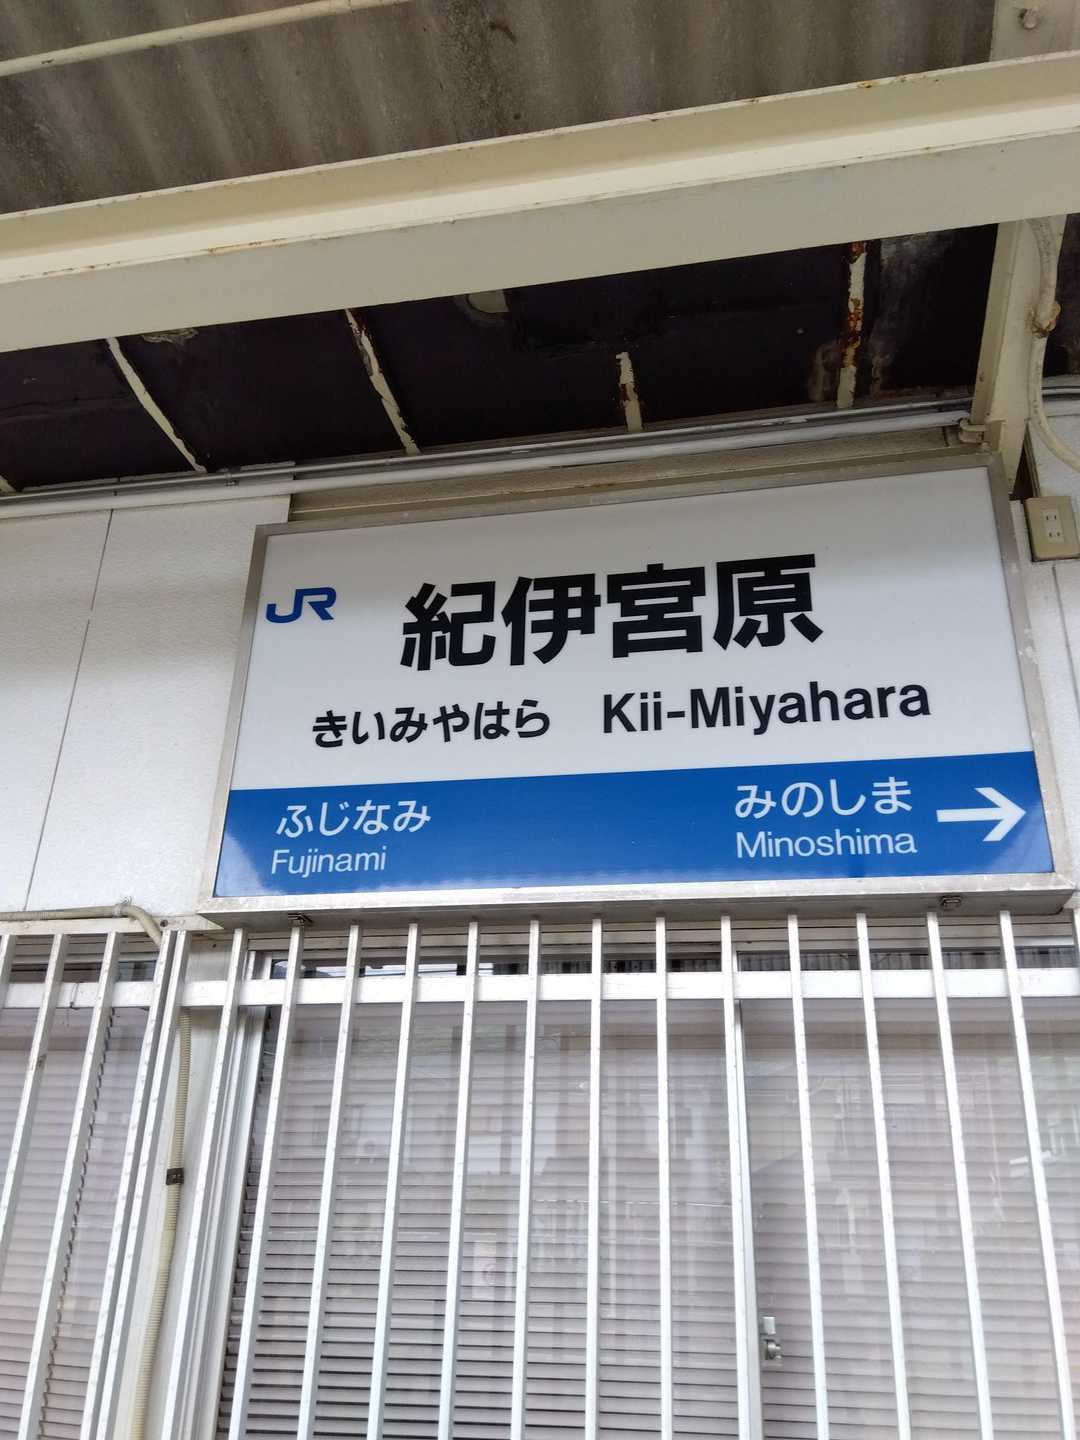 JR 紀伊宮原
きいみやはら Kii-Miyahara
ふじなみ みのしま →
Fujinami Minoshima